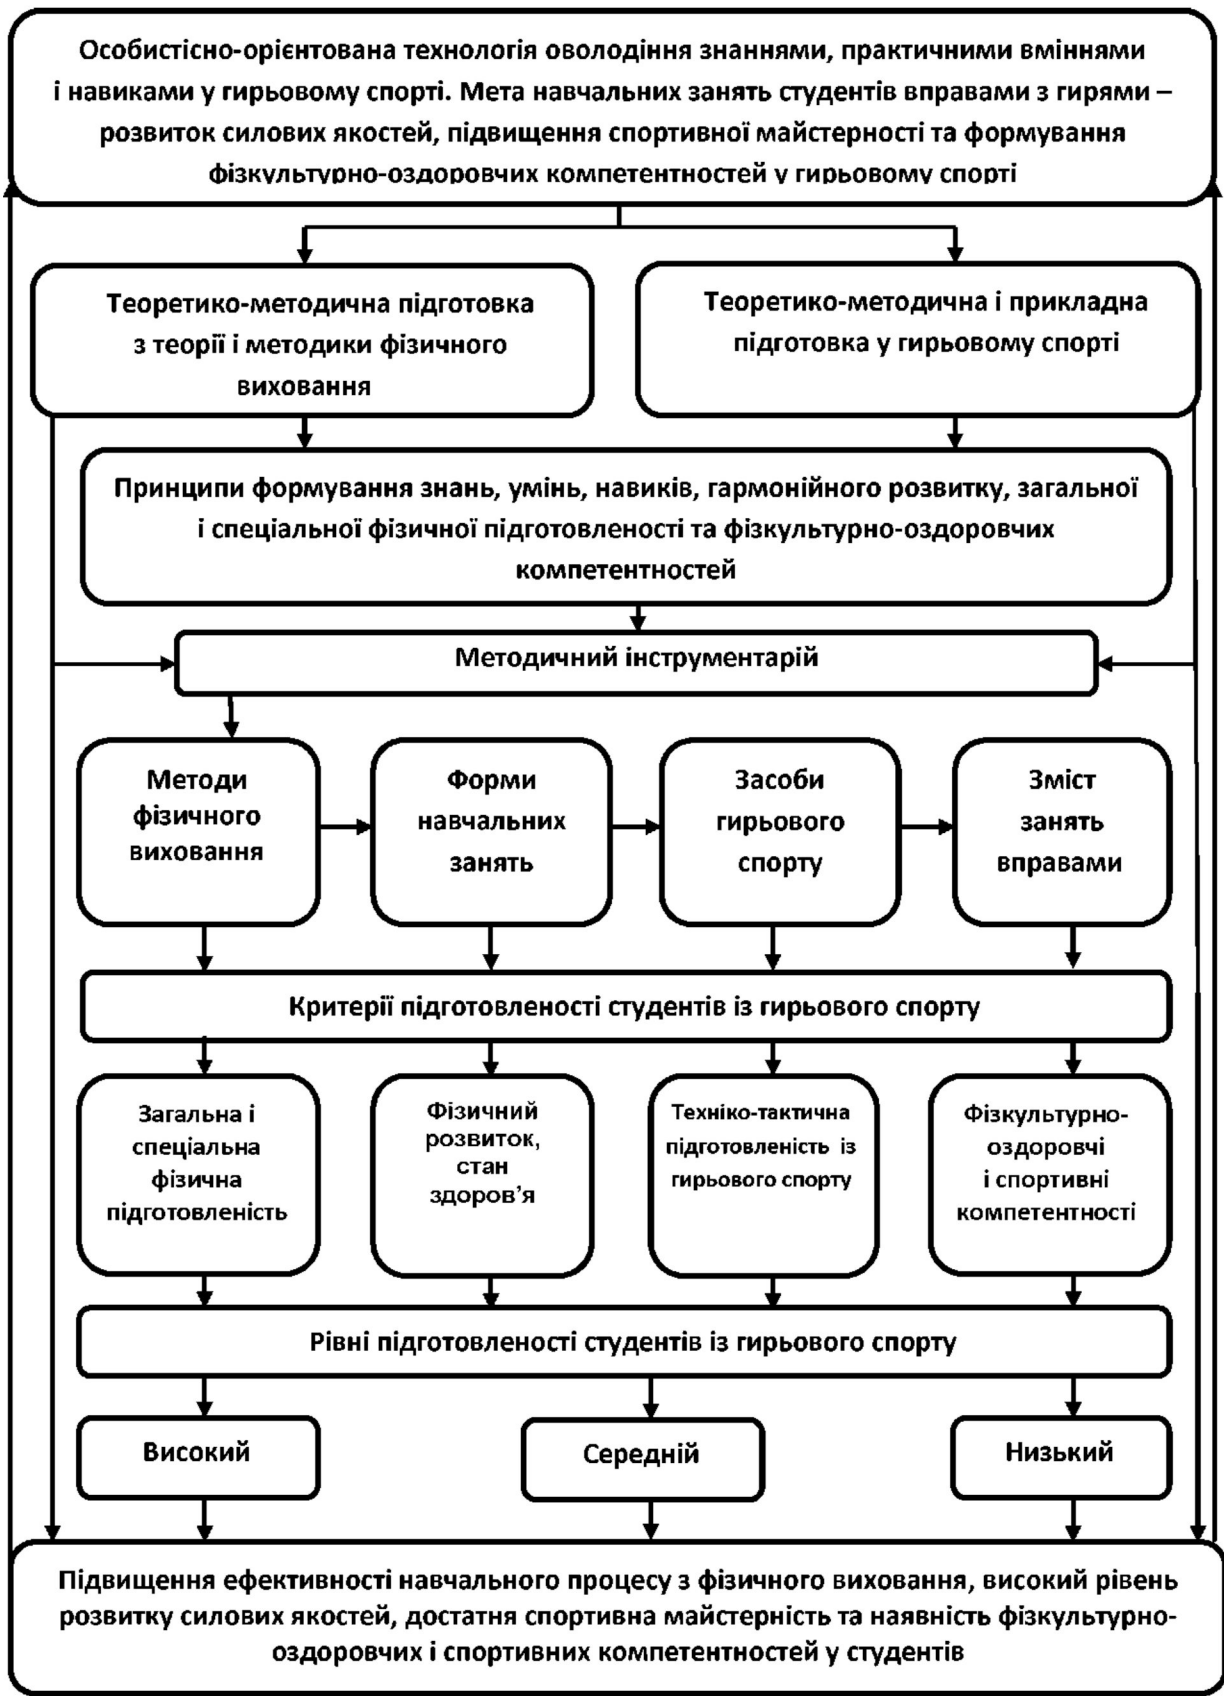 Особистісно-орієнтована технологія оволодіння знаннями, практичними вміннями
і навиками у гирьовому спорті. Мета навчальних занять студентів вправами з гирями –
розвиток силових якостей, підвищення спортивної майстерності та формування
фізкультурно-оздоровчих компетентностей у гирьовому спорті
Теоретико-методична підготовка
з теорії і методики фізичного
виховання
Теоретико-методична і прикладна
підготовка у гирьовому спорті
Принципи формування знань, умінь, навиків, гармонійного розвитку, загальної
і спеціальної фізичної підготовленості та фізкультурно-оздоровчих
компетентностей
Методичний інструментарій
Методи
фізичного
виховання
Форми
навчальних
занять
Засоби
гирьового
спорту
Зміст
занять
вправами
Критерії підготовленості студентів із гирьового спорту
Загальна і
спеціальна
фізична
підготовленість
Фізичний
розвиток,
стан
здоров’я
Техніко-тактична
підготовленість із
гирьового спорту
Фізкультурно-
оздоровчі
і спортивні
компетентності
Рівні підготовленості студентів із гирьового спорту
Високий
Середній
Низький
Підвищення ефективності навчального процесу з фізичного виховання, високий рівень
розвитку силових якостей, достатня спортивна майстерність та наявність фізкультурно-
оздоровчих і спортивних компетентностей у студентів